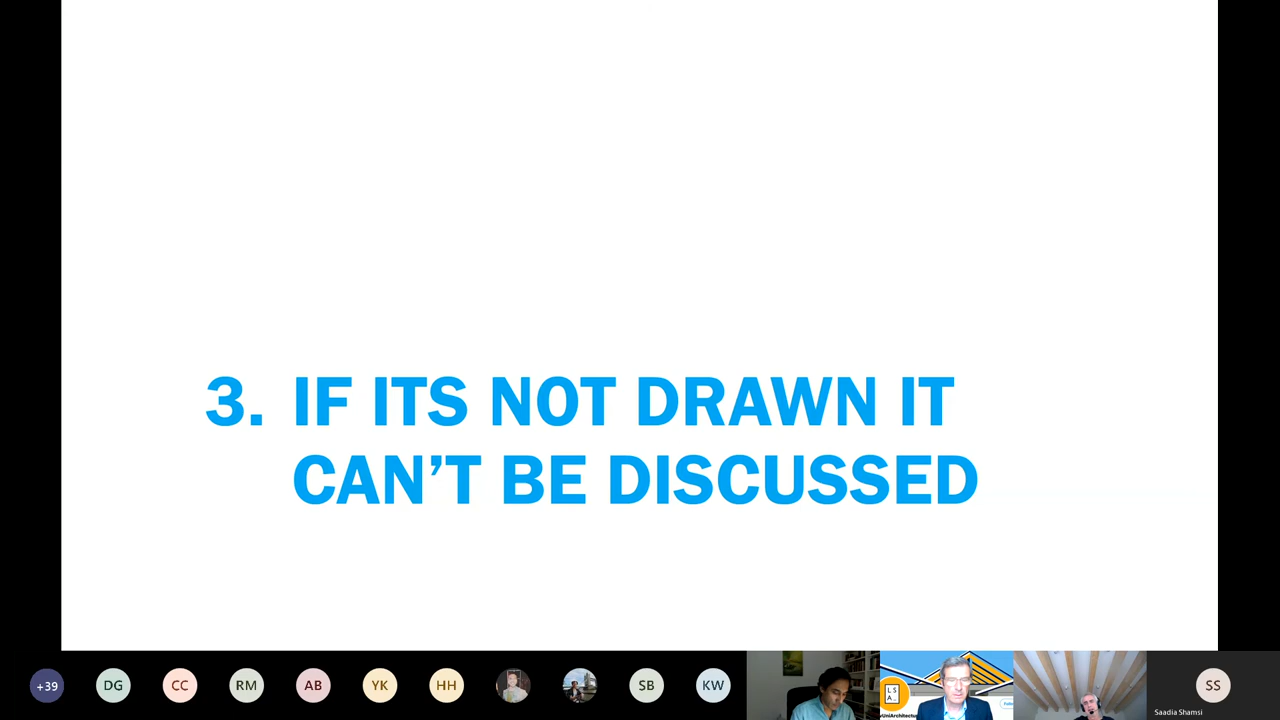 3. IF ITS NOT DRAWN IT
CAN’T BE DISCUSSED
+39
DG
CC
RM
AB
YK
HH
SB
KW
L S
A
SS
Saadia Shamsi